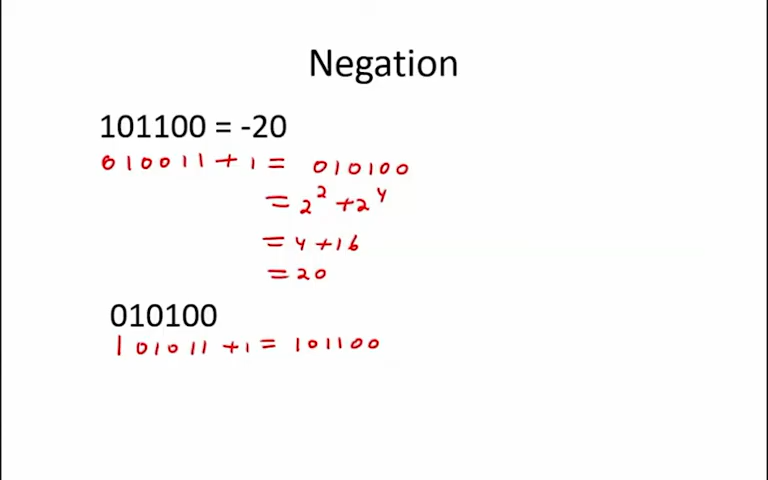 Negation
101100 = -20
010011 + 1 = 010100
= 2² + 2⁴
= 4 + 16
= 20
010100
101011 + 1 = 101100